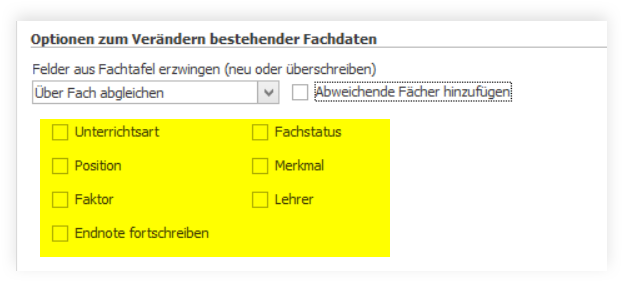 Optionen zum Verändern bestehender Fachdaten
Felder aus Fachtafel erzwingen (neu oder überschreiben)
Über Fach abgleichen Abweichende Fächer hinzufügen
Unterrichtsart Fachstatus
Position Merkmal
Faktor Lehrer
Endnote fortschreiben